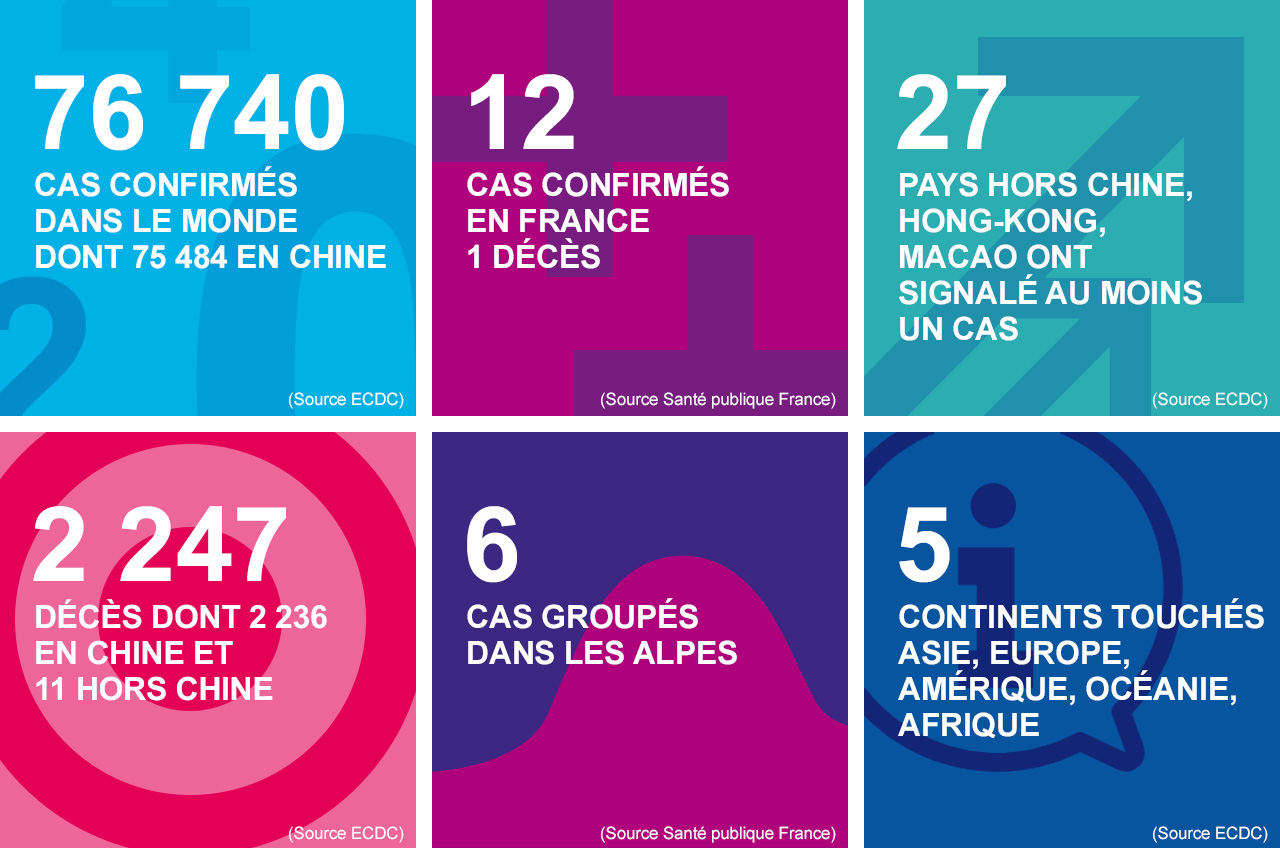 76 740
CAS CONFIRMÉS
DANS LE MONDE
DONT 75 484 EN CHINE
(Source ECDC)
12
CAS CONFIRMÉS
EN FRANCE
1 DÉCÈS
(Source Santé publique France)
27
PAYS HORS CHINE,
HONG-KONG,
MACAO ONT
SIGNALÉ AU MOINS
UN CAS
(Source ECDC)
2 247
DÉCÈS DONT 2 236
EN CHINE ET
11 HORS CHINE
(Source ECDC)
6
CAS GROUPÉS
DANS LES ALPES
(Source Santé publique France)
5
CONTINENTS TOUCHÉS
ASIE, EUROPE,
AMÉRIQUE, OCÉANIE,
AFRIQUE
(Source ECDC)